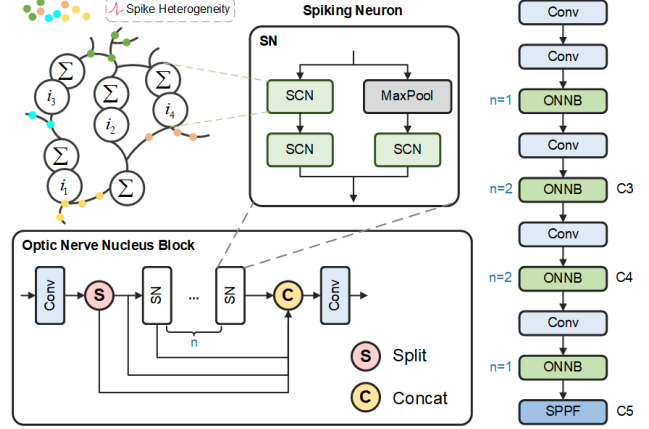 Spike Heterogeneity
Σ
i3
Σ
i2
Σ
i4
Σ
i1
Σ
Spiking Neuron
SN
SCN
MaxPool
SCN
SCN
Optic Nerve Nucleus Block
Conv
S
SN
...
SN
C
Conv
n
S Split
C Concat
Conv
Conv
n=1 ONNB
Conv
n=2 ONNB C3
Conv
n=2 ONNB C4
Conv
n=1 ONNB
SPPF C5